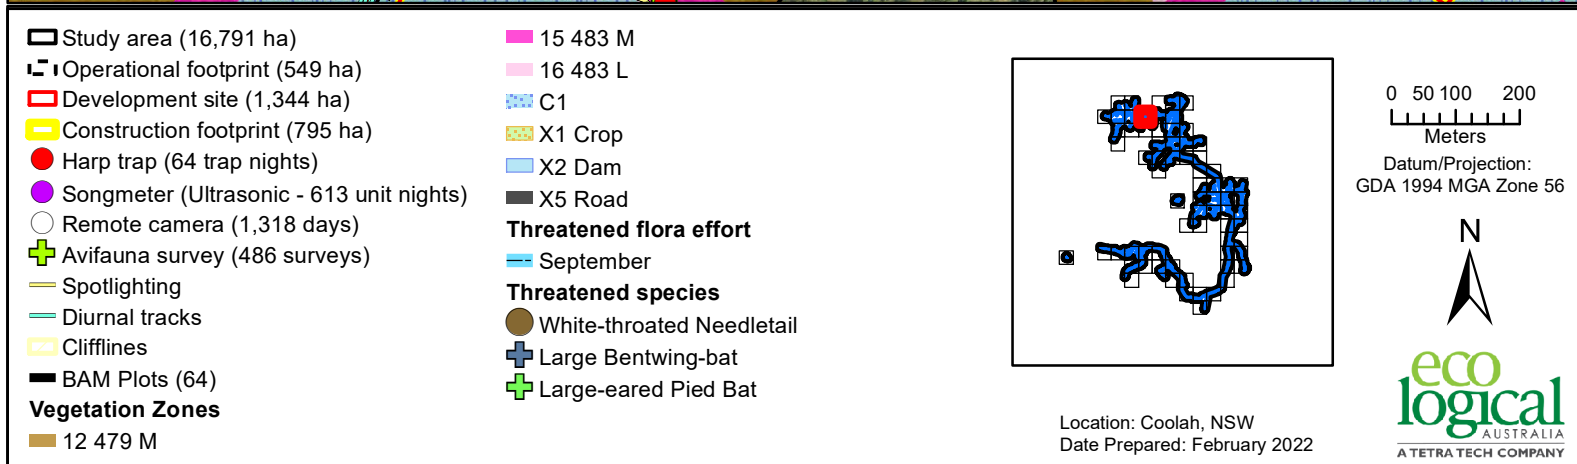 Study area (16,791 ha)
Operational footprint (549 ha)
Development site (1,344 ha)
Construction footprint (795 ha)
Harp trap (64 trap nights)
Songmeter (Ultrasonic - 613 unit nights)
Remote camera (1,318 days)
Avifauna survey (486 surveys)
Spotlighting
Diurnal tracks
Clifflines
BAM Plots (64)
Vegetation Zones
12 479 M
15 483 M
16 483 L
C1
X1 Crop
X2 Dam
X5 Road
Threatened flora effort
September
Threatened species
White-throated Needletail
Large Bentwing-bat
Large-eared Pied Bat
Location: Coolah, NSW
Date Prepared: February 2022
0 50 100 200
Meters
Datum/Projection:
GDA 1994 MGA Zone 56
N
eco
logical
AUSTRALIA
A TETRA TECH COMPANY